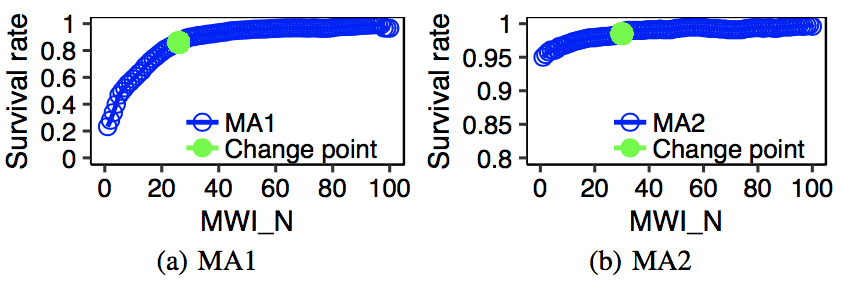 Survival rate
1
0.8
0.6
0.4
0.2
0
MA1
Change point
0 20 40 60 80 100
MWI_N
(a) MA1
Survival rate
1
0.95
0.9
0.85
0.8
MA2
Change point
0 20 40 60 80 100
MWI_N
(b) MA2